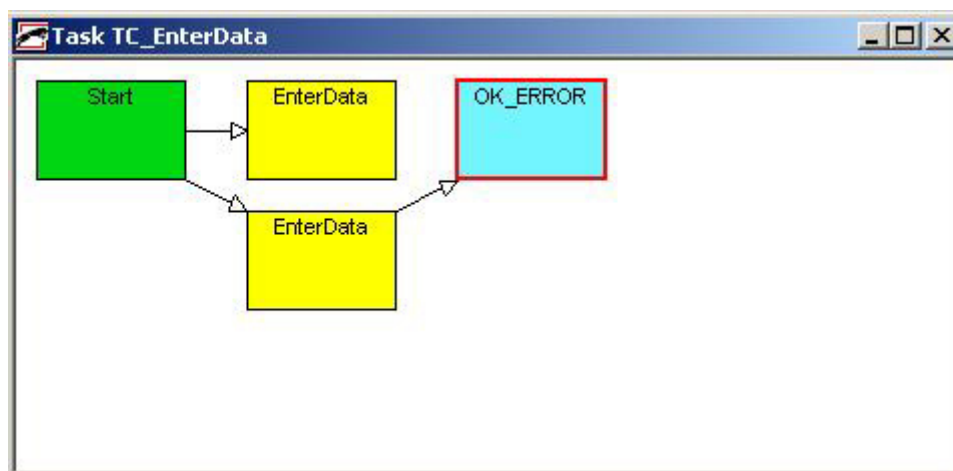 Task TC_EnterData
Start
EnterData
OK_ERROR
EnterData